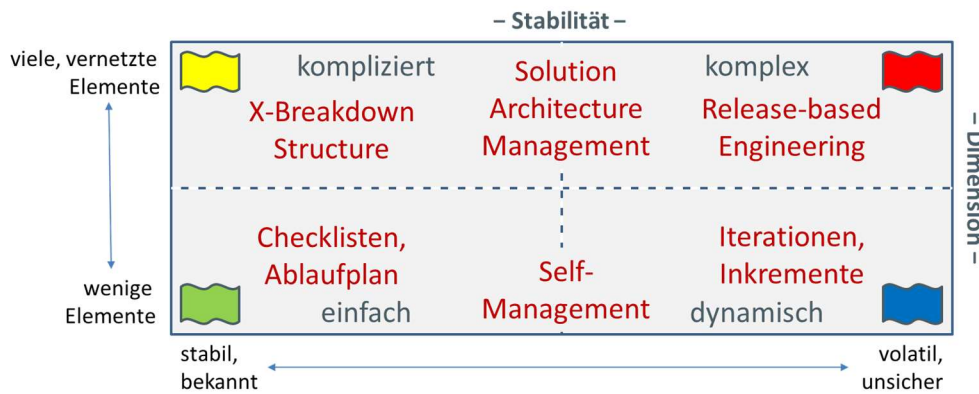 – Stabilität –
viele, vernetzte
Elemente
kompliziert
Solution
Architecture
Management
komplex
X-Breakdown
Structure
Release-based
Engineering
– Dimension –
Checklisten,
Ablaufplan
einfach
Self-
Management
Iterationen,
Inkremente
dynamisch
wenige
Elemente
stabil,
bekannt
volatil,
unsicher